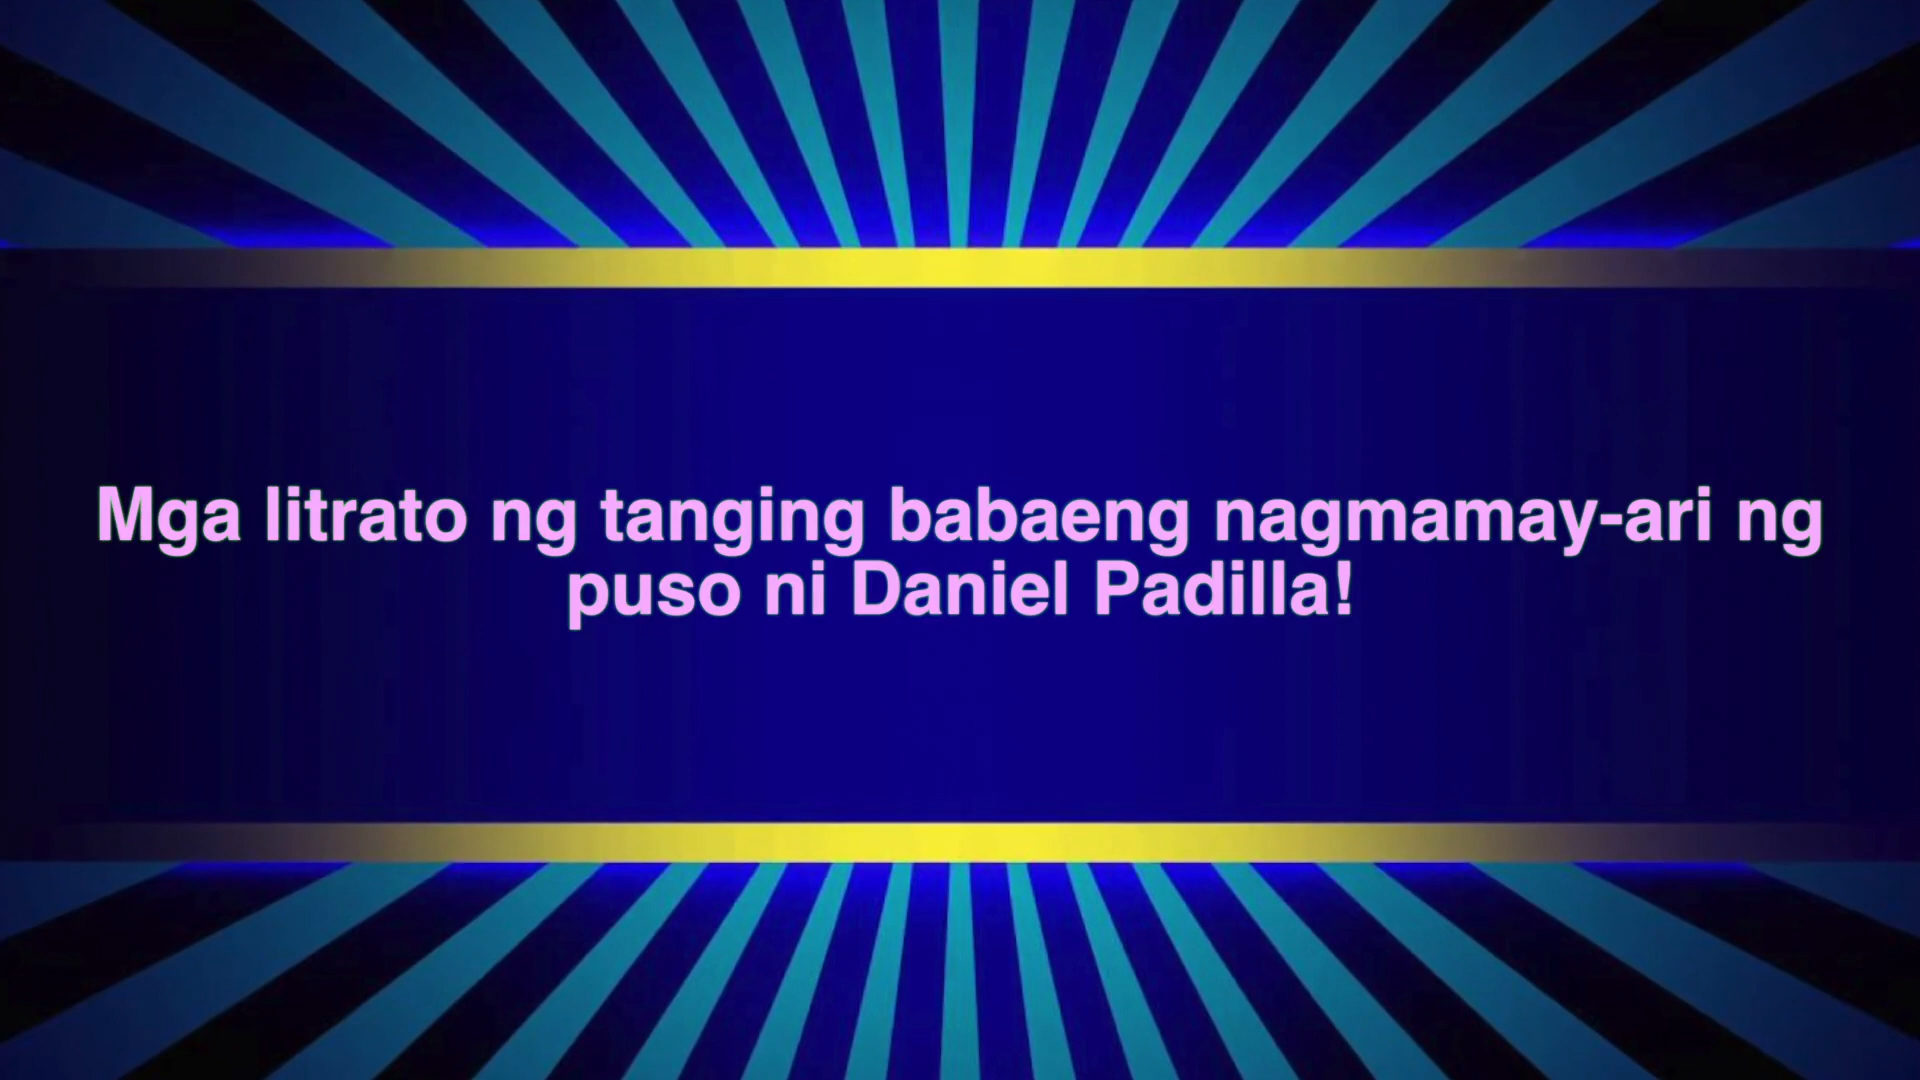 Mga litrato ng tanging babaeng nagmamay-ari ng
puso ni Daniel Padilla!